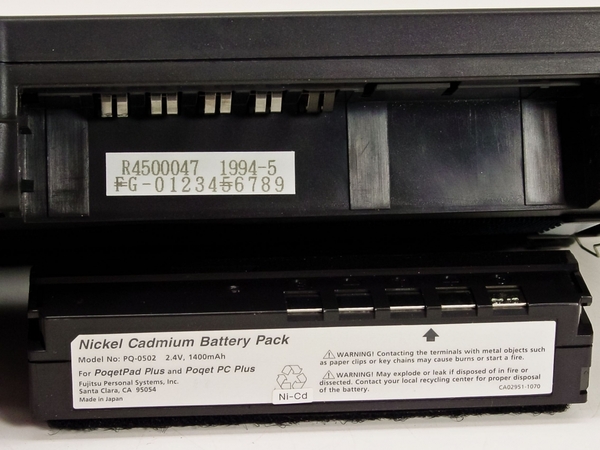 R4500047 1994-5
FG-0123456789
Nickel Cadmium Battery Pack
Model No: PQ-0502 2.4V, 1400mAh
For PoqetPad Plus and Poqet PC Plus
Fujitsu Personal Systems, Inc.
Santa Clara, CA 95054
Made in Japan
Ni-Cd
WARNING! Contacting the terminals with metal objects such
as paper clips or key chains may cause burns or start a fire.
WARNING! May explode or leak if disposed of in fire or
dissected. Contact your local recycling center for proper disposal
of the battery.
CA02951-1070